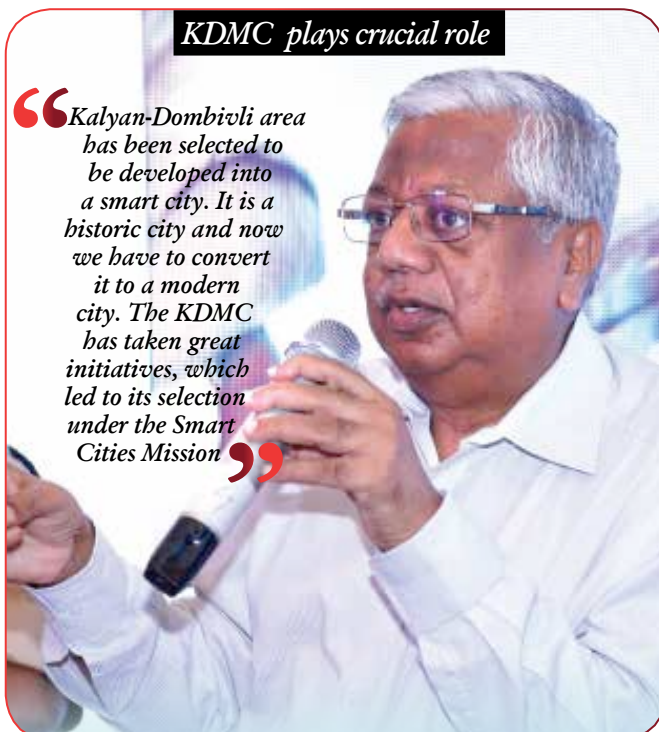 KDMC plays crucial role
“Kalyan-Dombivli area
has been selected to
be developed into
a smart city. It is a
historic city and now
we have to convert
it to a modern
city. The KDMC
has taken great
initiatives, which
led to its selection
under the Smart
Cities Mission”